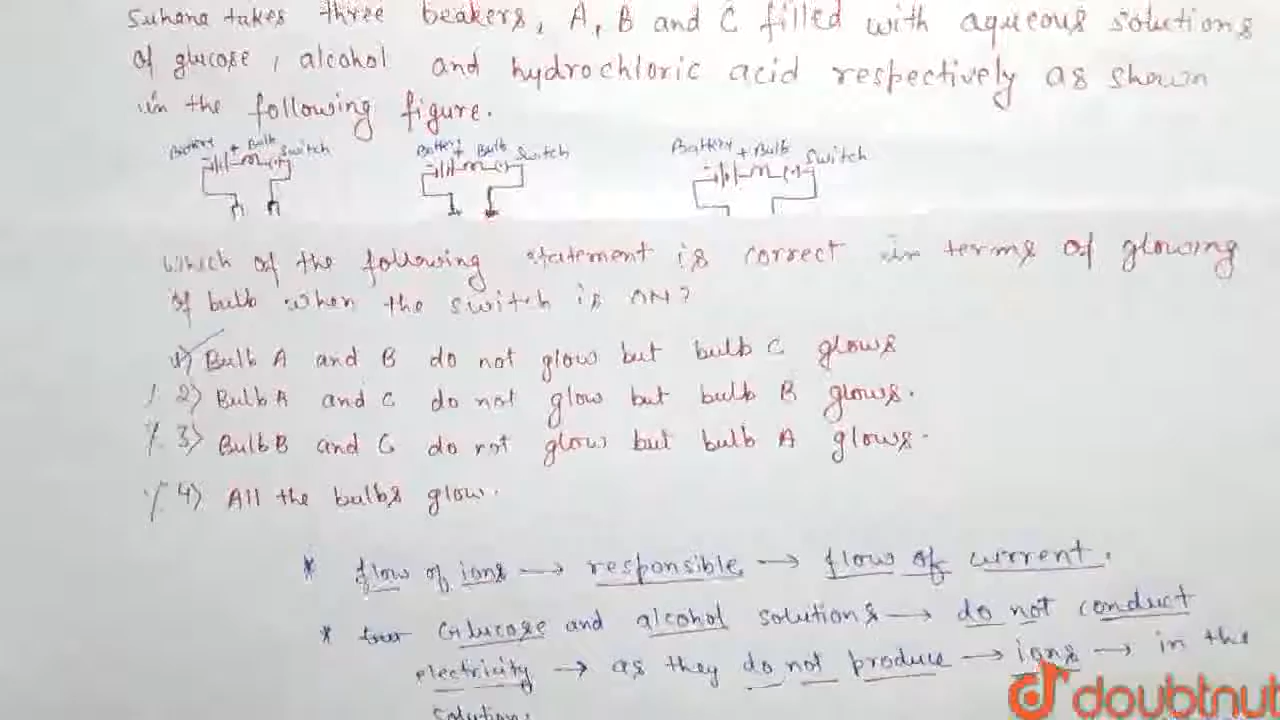 Suhana takes three beakers, A, B and C filled with aqueous solutions
of glucose, alcohol and hydrochloric acid respectively as shown
in the following figure.
Battery + Bulb Switch Battery + Bulb Switch Battery + Bulb Switch
Which of the following statement is correct in terms of glowing
of bulb when the switch is ON?
1) Bulb A and B do not glow but bulb C glows
2) Bulb A and C do not glow but bulb B glows.
3) Bulb B and C do not glow but bulb A glows.
4) All the bulbs glow.
* flow of ions → responsible → flow of current.
* Glucose and alcohol solutions → do not conduct
electricity → as they do not produce → ions → in the
solution.
doubtnut